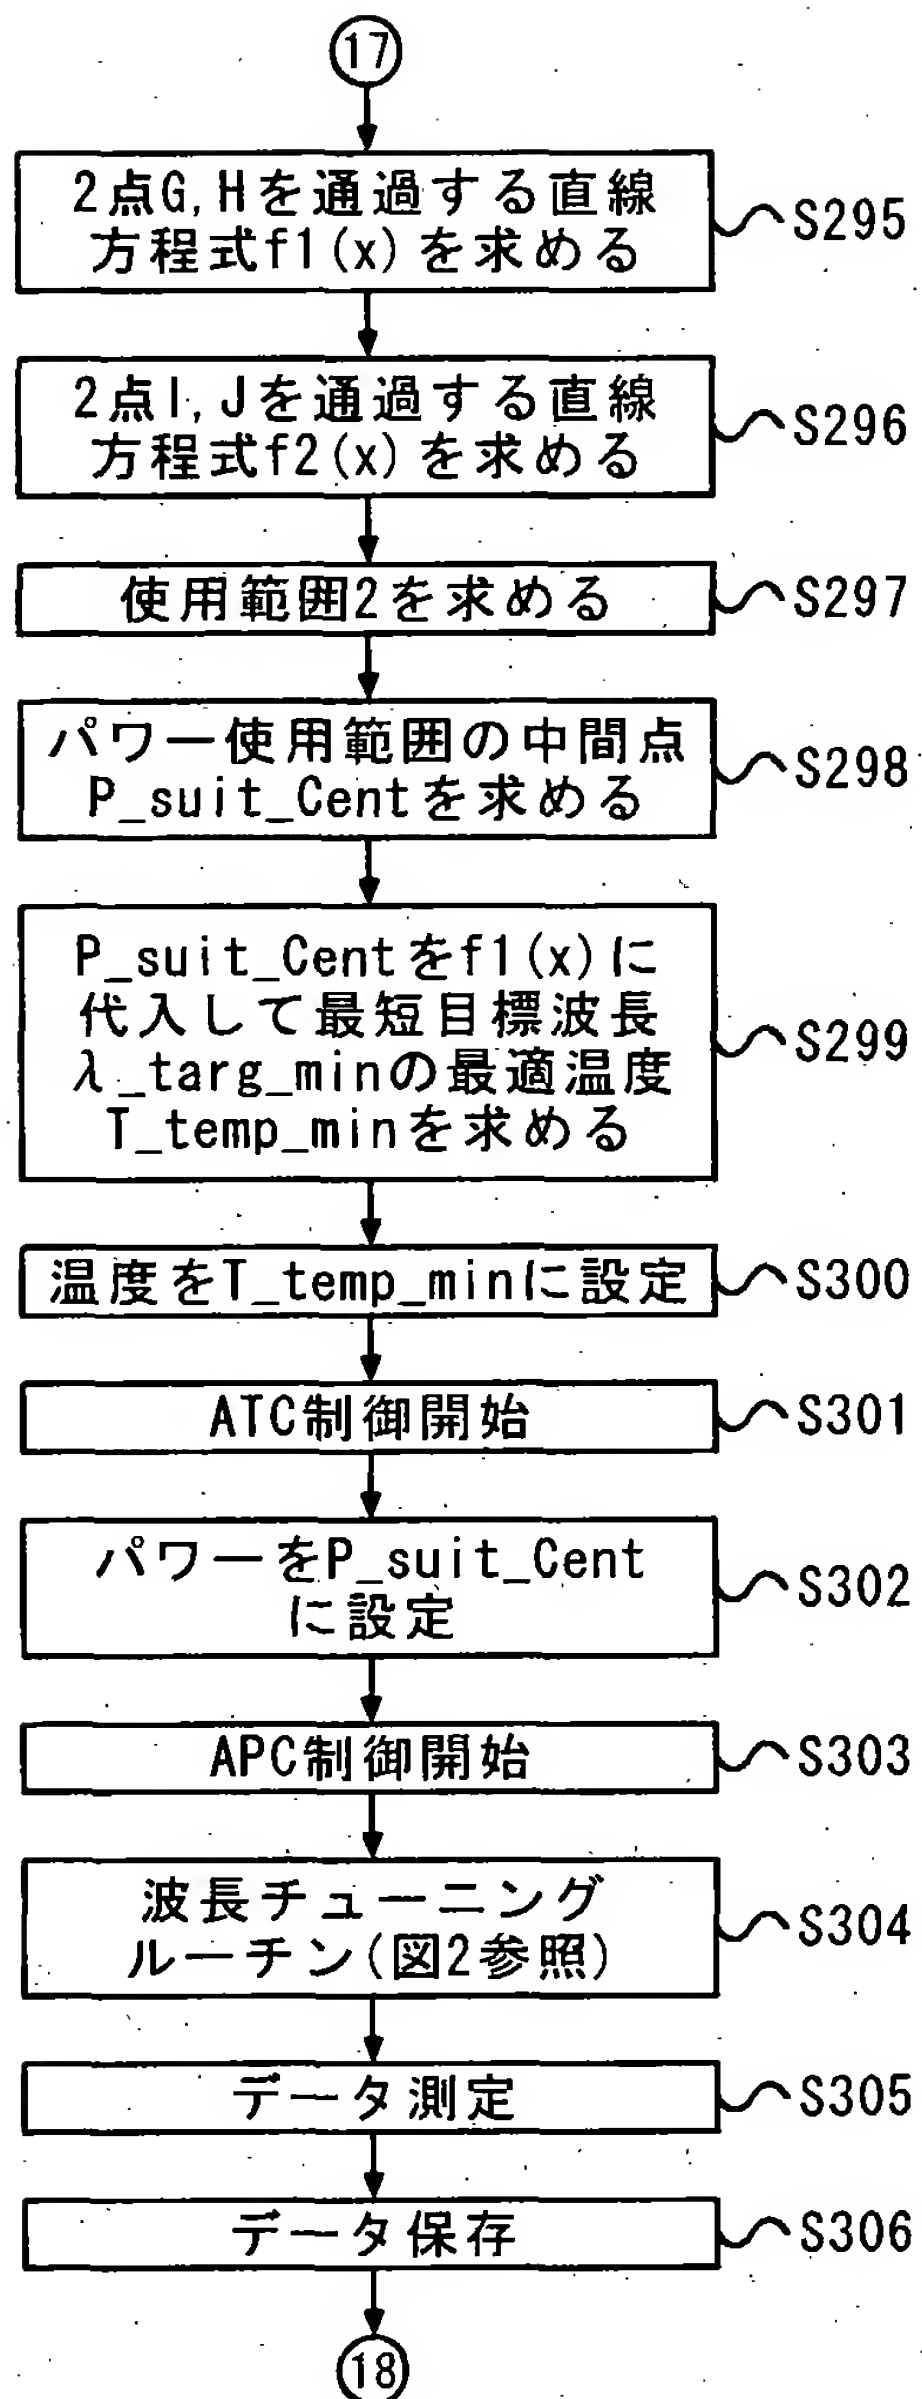 17
2点G,Hを通過する直線
方程式f1(x)を求める
S295
2点I,Jを通過する直線
方程式f2(x)を求める
S296
使用範囲2を求める
S297
パワー使用範囲の中間点
P_suit_Centを求める
S298
P_suit_Centをf1(x)に
代入して最短目標波長
λ_targ_minの最適温度
T_temp_minを求める
S299
温度をT_temp_minに設定
S300
ATC制御開始
S301
パワーをP_suit_Cent
に設定
S302
APC制御開始
S303
波長チューニング
ルーチン(図2参照)
S304
データ測定
S305
データ保存
S306
18